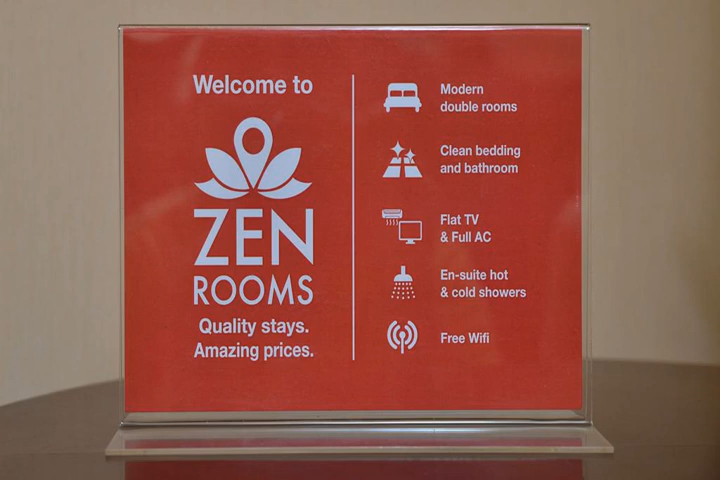 Welcome to
ZEN
ROOMS
Quality stays.
Amazing prices.
Modern
double rooms
Clean bedding
and bathroom
Flat TV
& Full AC
En-suite hot
& cold showers
Free Wifi